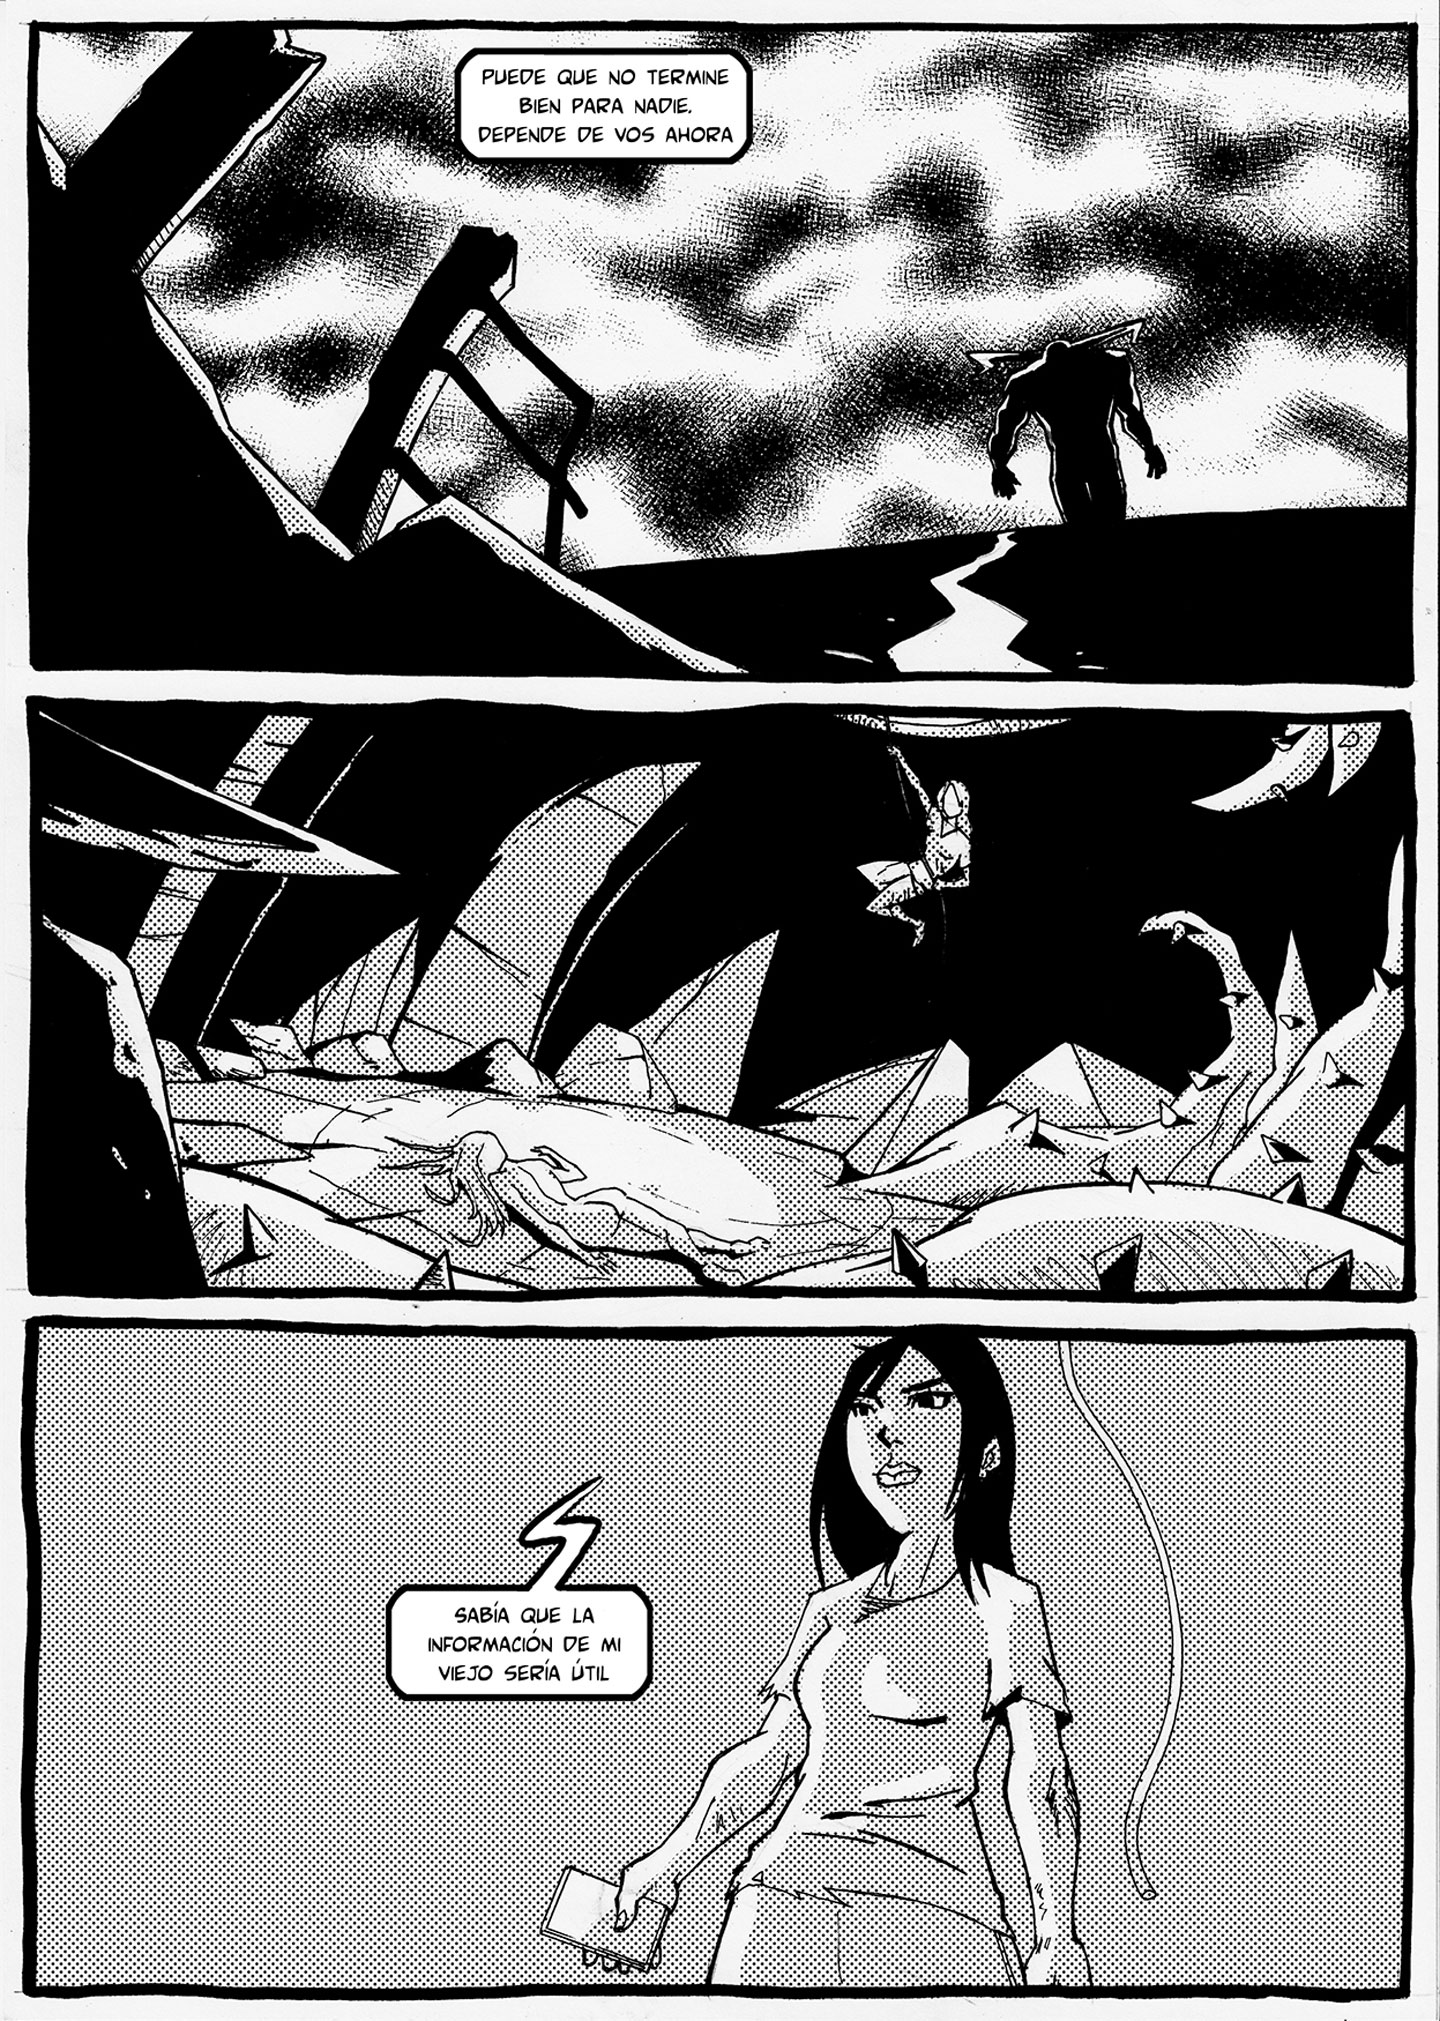 PUEDE QUE NO TERMINE
BIEN PARA NADIE.
DEPENDE DE VOS AHORA
SABÍA QUE LA
INFORMACIÓN DE MI
VIEJO SERÍA ÚTIL